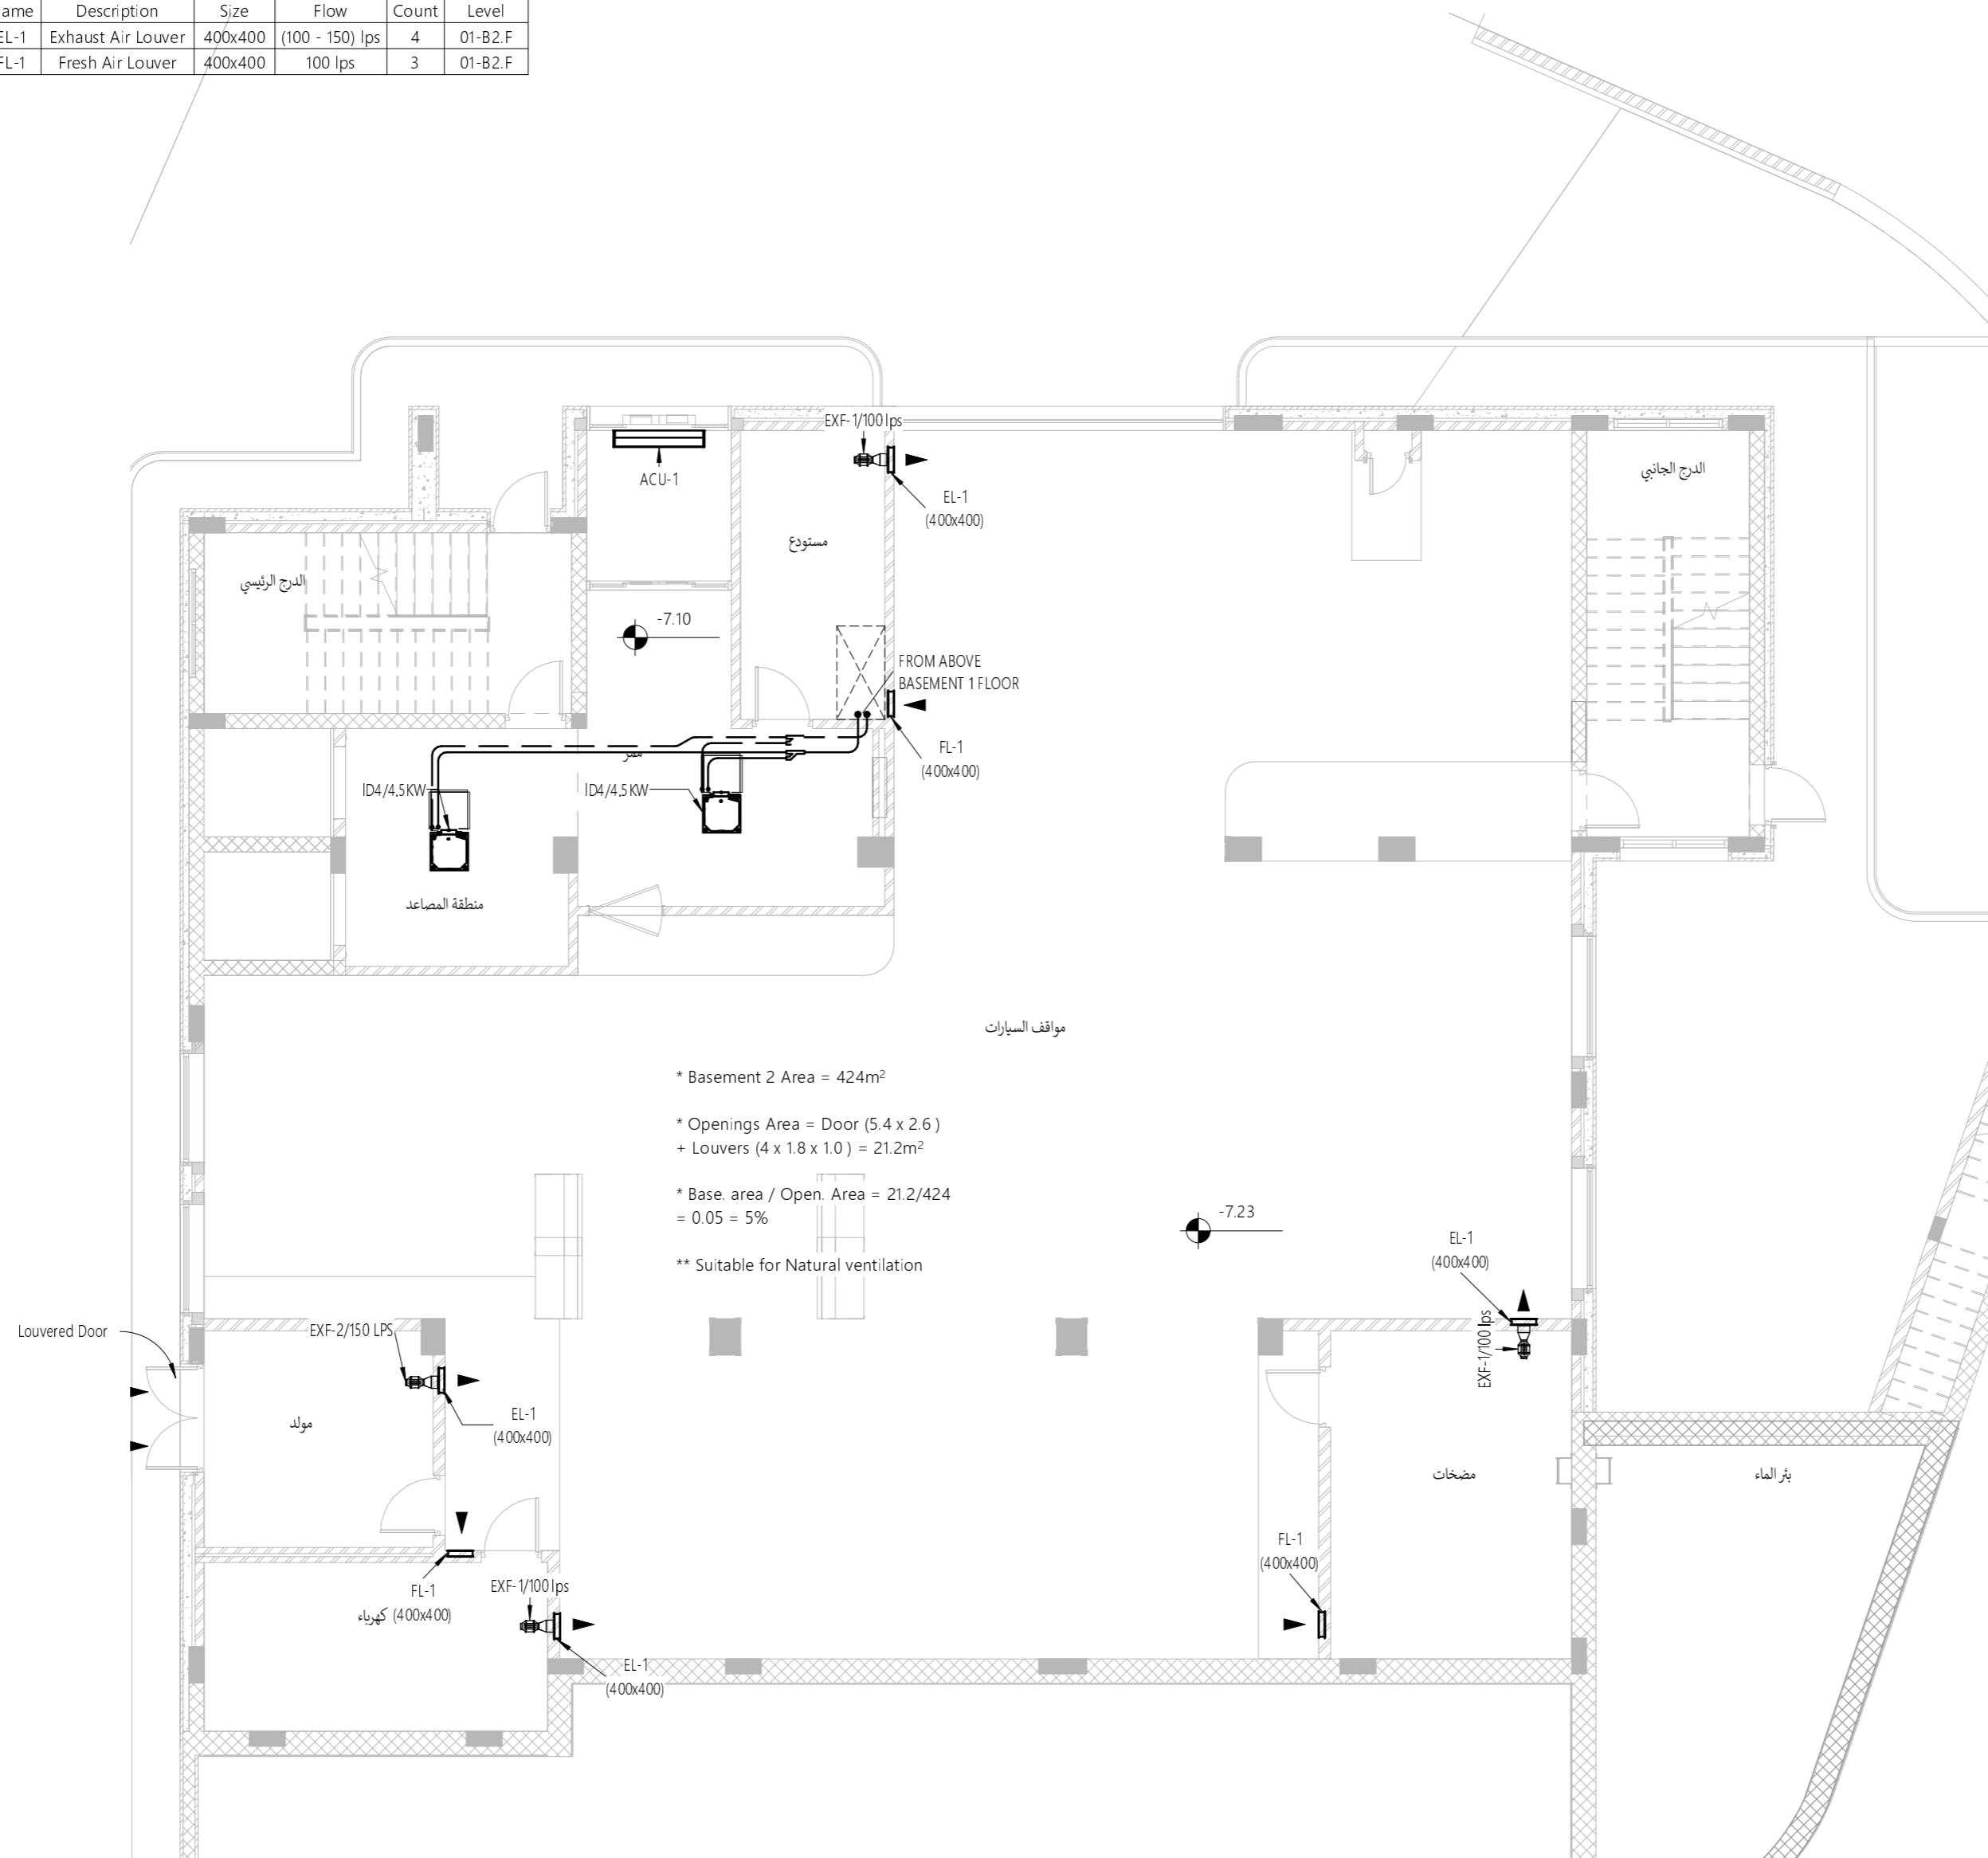 ame Description Size Flow Count Level
EL-1 Exhaust Air Louver 400x400 (100 - 150) lps 4 01-B2.F
FL-1 Fresh Air Louver 400x400 100 lps 3 01-B2.F
EXF-1/100 lps
ACU-1
EL-1
(400x400)
الدرج الجانبي
مستودع
الدرج الرئيسي
-7.10
FROM ABOVE
BASEMENT 1 FLOOR
FL-1
(400x400)
ممر
ID4/4.5KW
ID4/4.5KW
منطقة المصاعد
مواقف السيارات
* Basement 2 Area = 424m²
* Openings Area = Door (5.4 x 2.6 )
+ Louvers (4 x 1.8 x 1.0 ) = 21.2m²
* Base. area / Open. Area = 21.2/424
= 0.05 = 5%
** Suitable for Natural ventilation
-7.23
EL-1
(400x400)
EXF-1/100 lps
Louvered Door
EXF-2/150 LPS
مولد
EL-1
(400x400)
مضخات
بئر الماء
FL-1
(400x400)
FL-1
(400x400)
كهرباء
EXF-1/100 lps
EL-1
(400x400)